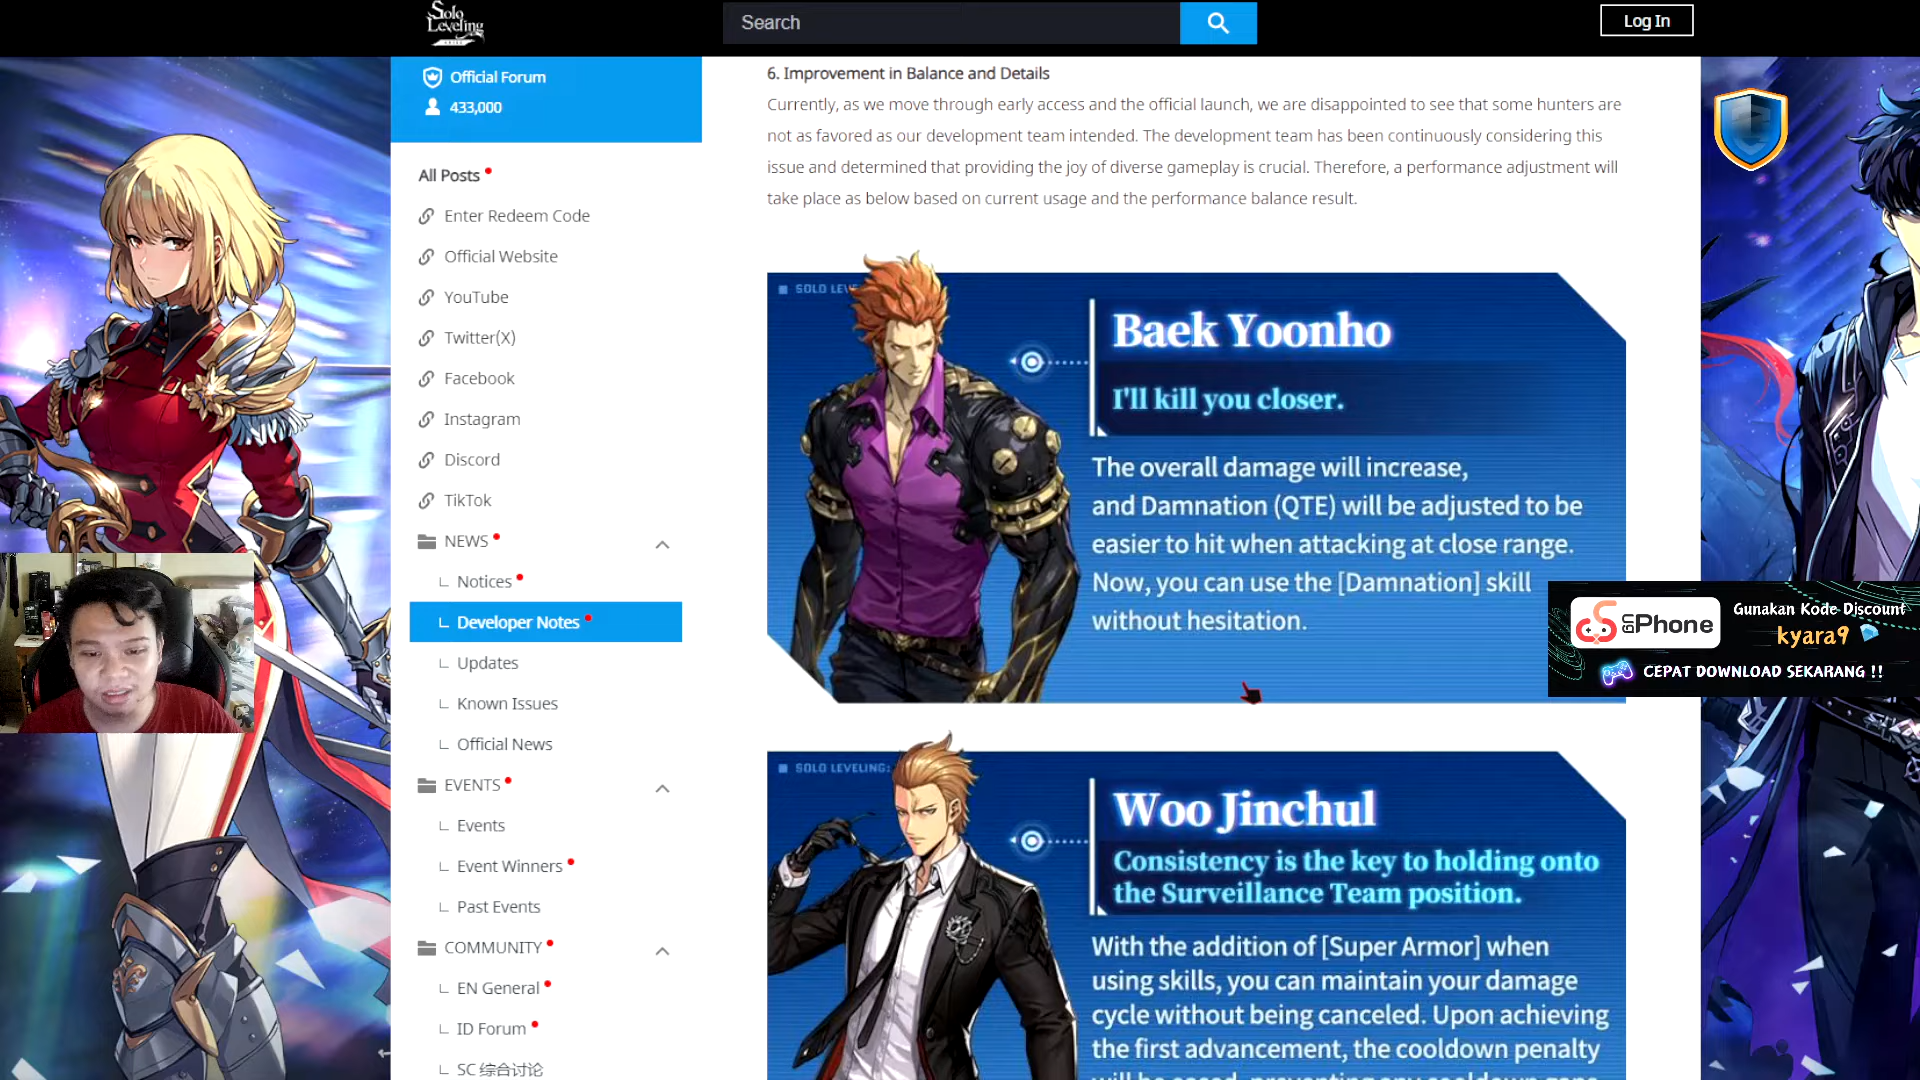 Solo
Leveling
Search
Log In
Official Forum
433,000
All Posts
Enter Redeem Code
Official Website
YouTube
Twitter(X)
Facebook
Instagram
Discord
TikTok
NEWS
Notices
Developer Notes
Updates
Known Issues
Official News
EVENTS
Events
Event Winners
Past Events
COMMUNITY
EN General
ID Forum
SC 综合讨论
6. Improvement in Balance and Details
Currently, as we move through early access and the official launch, we are disappointed to see that some hunters are
not as favored as our development team intended. The development team has been continuously considering this
issue and determined that providing the joy of diverse gameplay is crucial. Therefore, a performance adjustment will
take place as below based on current usage and the performance balance result.
SOLO LEVE
Baek Yoonho
I'll kill you closer.
The overall damage will increase,
and Damnation (QTE) will be adjusted to be
easier to hit when attacking at close range.
Now, you can use the [Damnation] skill
without hesitation.
SOLO LEVELING:
Woo Jinchul
Consistency is the key to holding onto
the Surveillance Team position.
With the addition of [Super Armor] when
using skills, you can maintain your damage
cycle without being canceled. Upon achieving
the first advancement, the cooldown penalty
Phone
Gunakan Kode Discount
kyara9
CEPAT DOWNLOAD SEKARANG !!